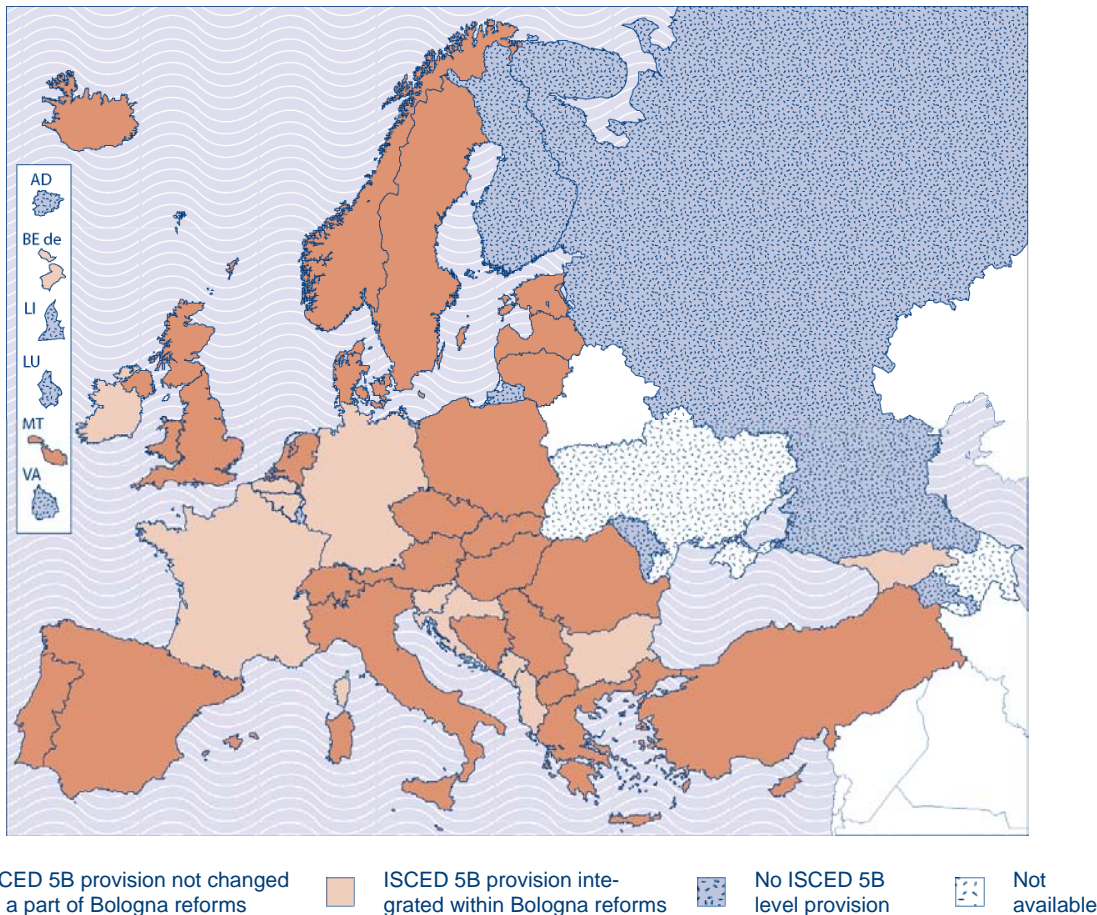 AD
BE de
LI
LU
MT
VA
CED 5B provision not changed
a part of Bologna reforms
ISCED 5B provision inte-
grated within Bologna reforms
No ISCED 5B
level provision
Not
available